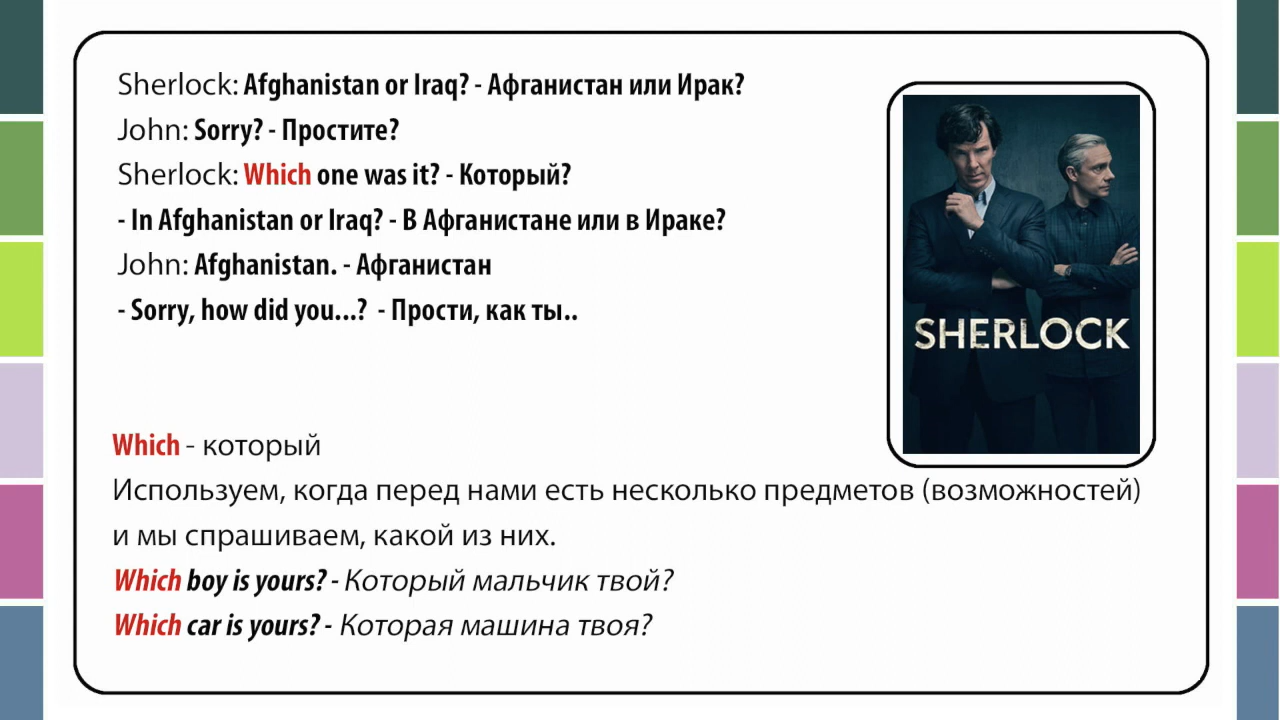 Sherlock: Afghanistan or Iraq? - Афганистан или Ирак?
John: Sorry? - Простите?
Sherlock: Which one was it? - Который?
- In Afghanistan or Iraq? - В Афганистане или в Ираке?
John: Afghanistan. - Афганистан
- Sorry, how did you...? - Прости, как ты..
SHERLOCK
Which - который
Используем, когда перед нами есть несколько предметов (возможностей)
и мы спрашиваем, какой из них.
Which boy is yours? - Который мальчик твой?
Which car is yours? - Которая машина твоя?